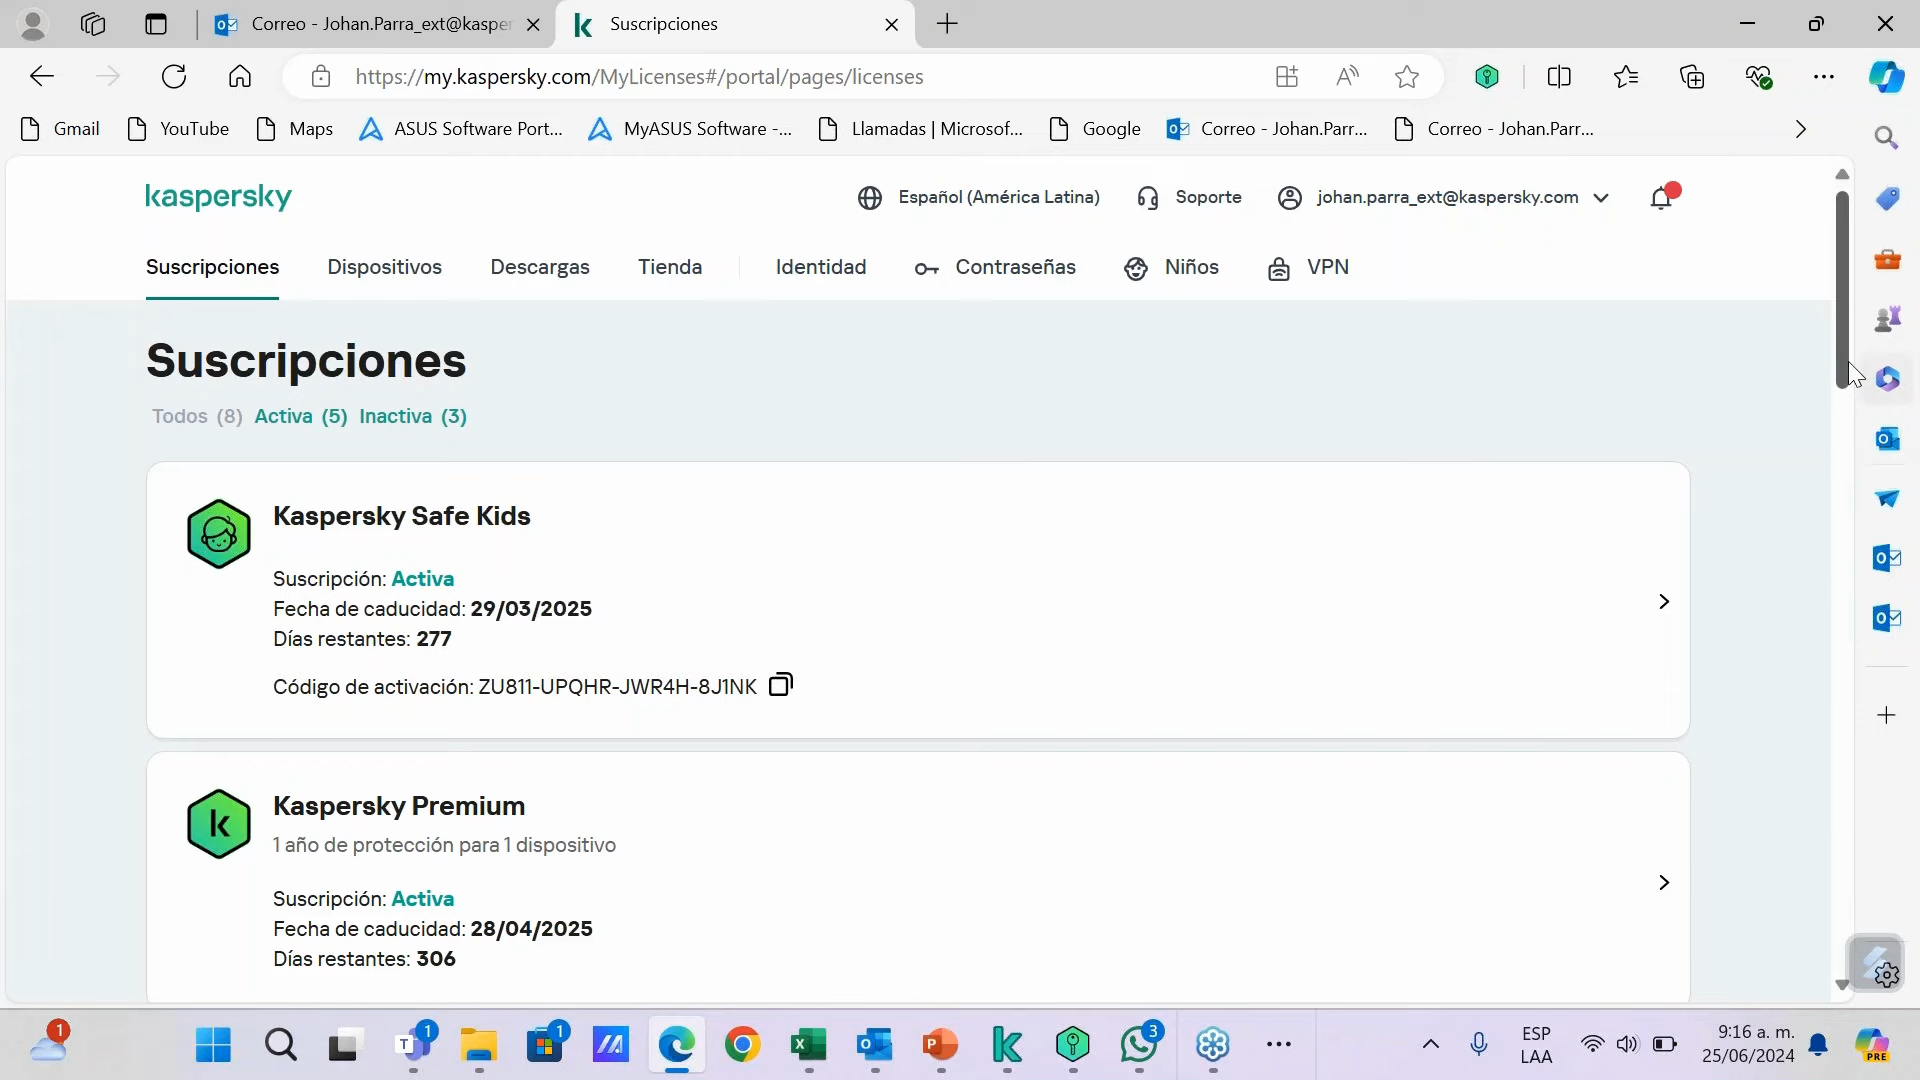 Correo - Johan.Parra_ext@kasper
Suscripciones
https://my.kaspersky.com/MyLicenses#/portal/pages/licenses
Gmail
YouTube
Maps
ASUS Software Port...
MyASUS Software -...
Llamadas | Microsof...
Google
Correo - Johan.Parr...
Correo - Johan.Parr...
kaspersky
Español (América Latina)
Soporte
johan.parra_ext@kaspersky.com
Suscripciones
Dispositivos
Descargas
Tienda
Identidad
Contraseñas
Niños
VPN
Suscripciones
Todos (8) Activa (5) Inactiva (3)
Kaspersky Safe Kids
Suscripción: Activa
Fecha de caducidad: 29/03/2025
Días restantes: 277
Código de activación: ZU811-UPQHR-JWR4H-8J1NK
Kaspersky Premium
1 año de protección para 1 dispositivo
Suscripción: Activa
Fecha de caducidad: 28/04/2025
Días restantes: 306
1
1
1
3
ESP
LAA
9:16 a. m.
25/06/2024
PRE